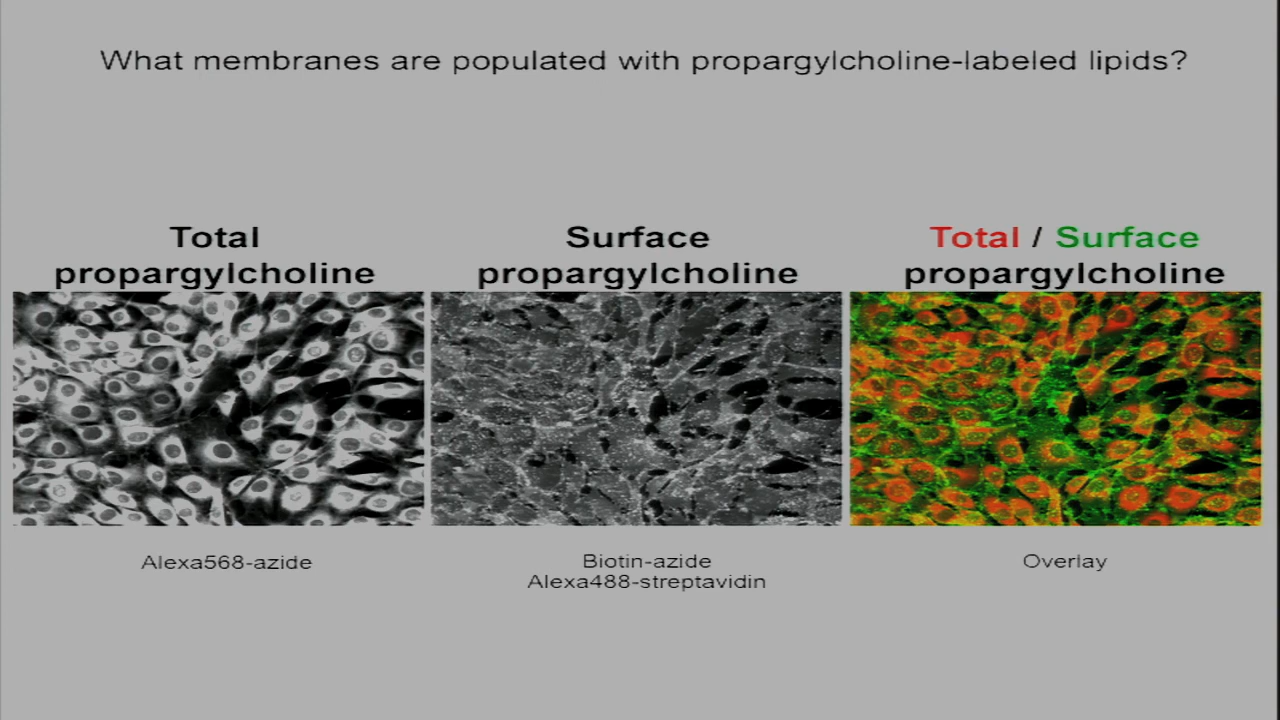 What membranes are populated with propargylcholine-labeled lipids?
Total
propargylcholine
Surface
propargylcholine
Total / Surface
propargylcholine
Alexa568-azide
Biotin-azide
Alexa488-streptavidin
Overlay